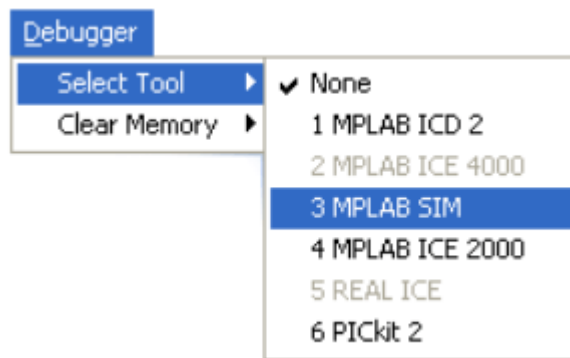 Debugger
Select Tool
Clear Memory
None
1 MPLAB ICD 2
2 MPLAB ICE 4000
3 MPLAB SIM
4 MPLAB ICE 2000
5 REAL ICE
6 PICkit 2